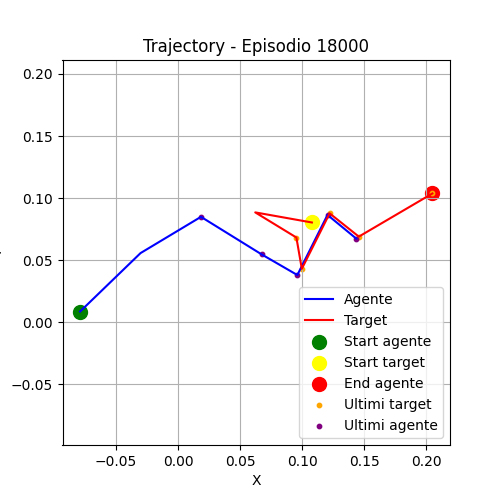 Trajectory - Episodio 18000
0.20
0.15
0.10
0.05
0.00
−0.05
−0.05
0.00
0.05
0.10
0.15
0.20
X
Agente
Target
Start agente
Start target
End agente
Ultimi target
Ultimi agente